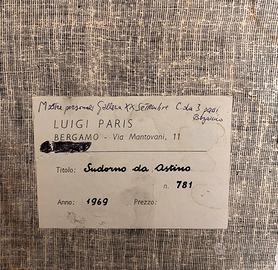 Mostra personale Galleria XX Settembre C. da 3 passi
Bergamo
LUIGI PARIS
BERGAMO - Via Mantovani, 11
Titolo: Sudorno da Astino
n. 781
Anno: 1969 Prezzo: